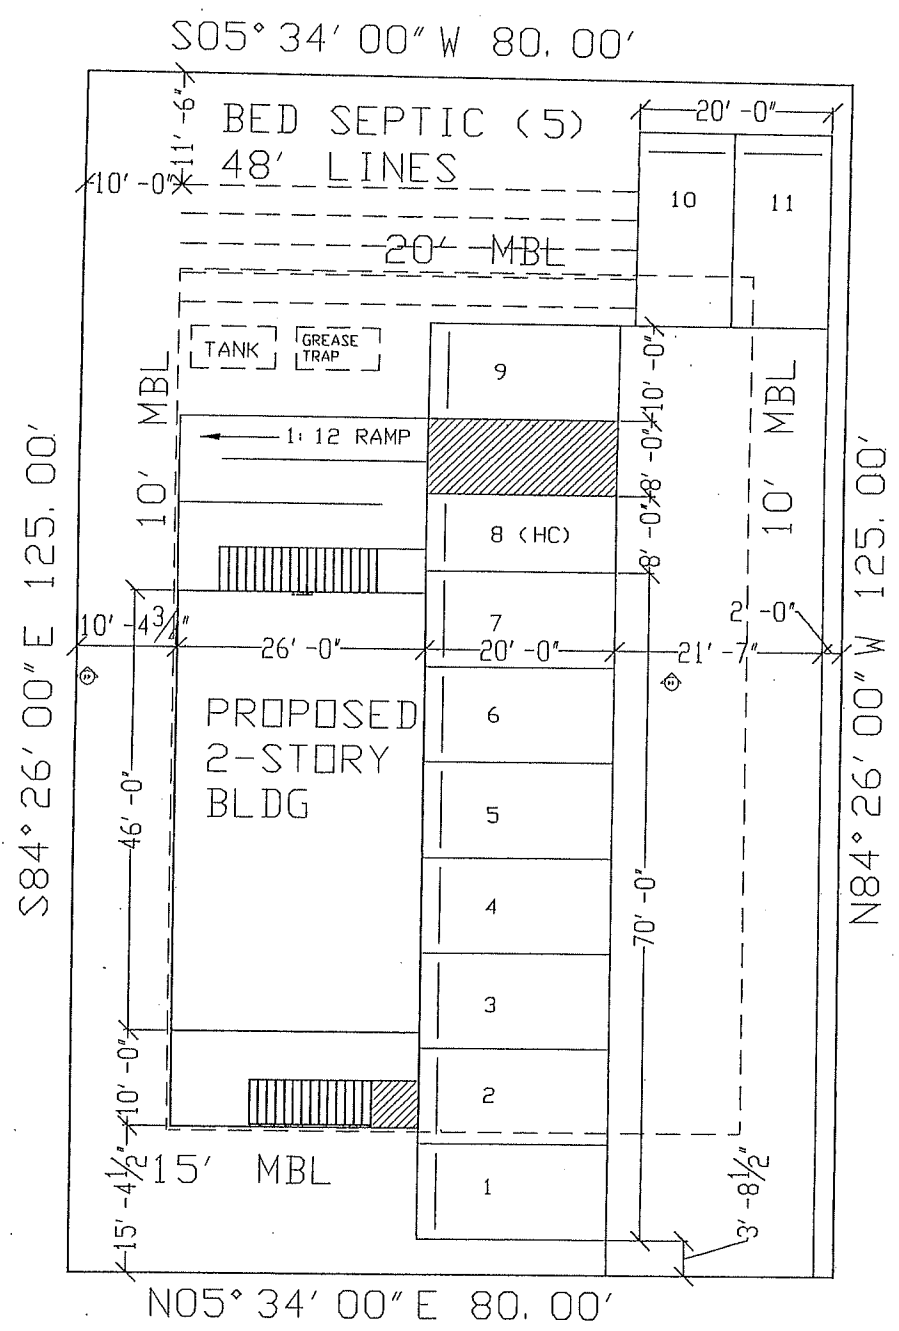 S05° 34' 00" W 80. 00'
11' -6"
BED SEPTIC (5)
48' LINES
20' -0"
10' -0"
10
11
20' MBL
TANK
GREASE
TRAP
9
10' -0"
10' MBL
10' MBL
1: 12 RAMP
8' -0"
8 (HC)
8' -0"
S84° 26' 00" E 125. 00'
N84° 26' 00" W 125. 00'
10' -4 3/4"
7
2' -0"
26' -0"
20' -0"
21' -7"
PROPOSED
2-STORY
BLDG
6
46' -0"
5
4
70' -0"
3
10' -0"
2
15' MBL
15' -4 1/2"
1
3' -8 1/2"
N05° 34' 00" E 80. 00'